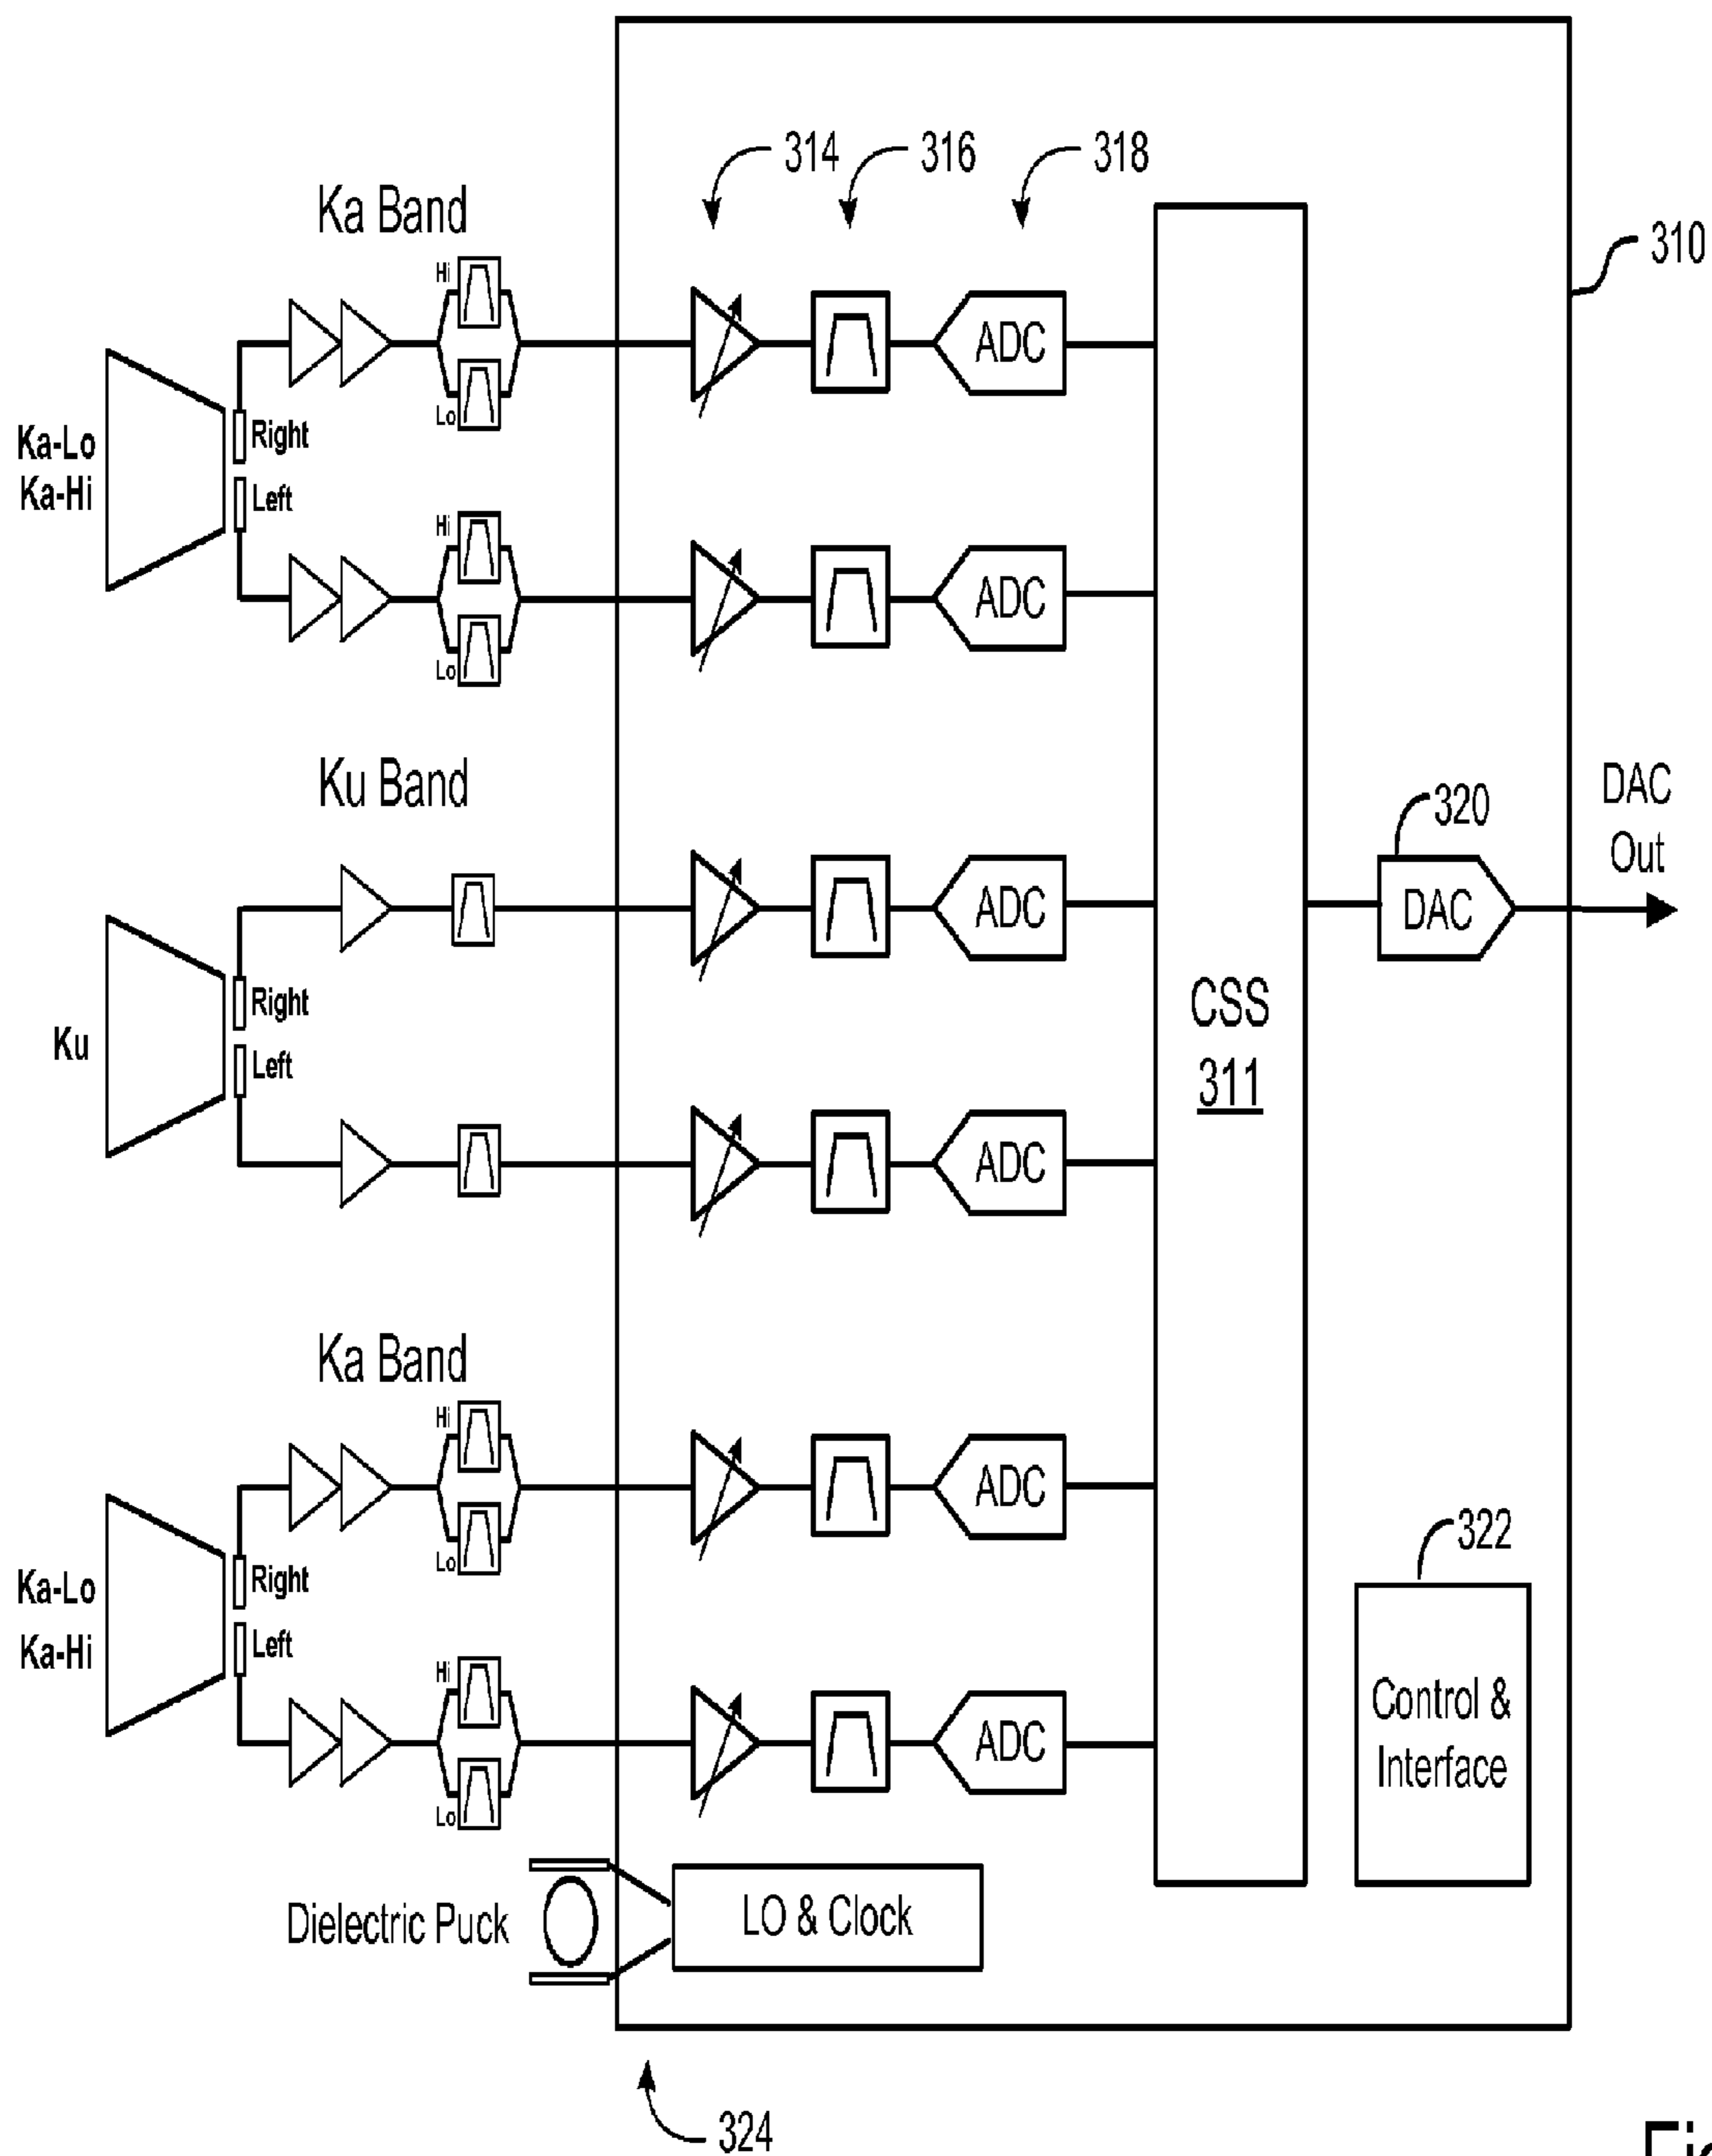 314
316
318
310
Ka Band
Hi
Lo
ADC
Ka-Lo
Ka-Hi
Right
Left
Hi
Lo
ADC
Ku Band
ADC
320
DAC
DAC
Out
Ku
Right
Left
CSS
311
ADC
Ka Band
Hi
Lo
ADC
322
Ka-Lo
Ka-Hi
Right
Left
Hi
Lo
ADC
Control &
Interface
Dielectric Puck
LO & Clock
324